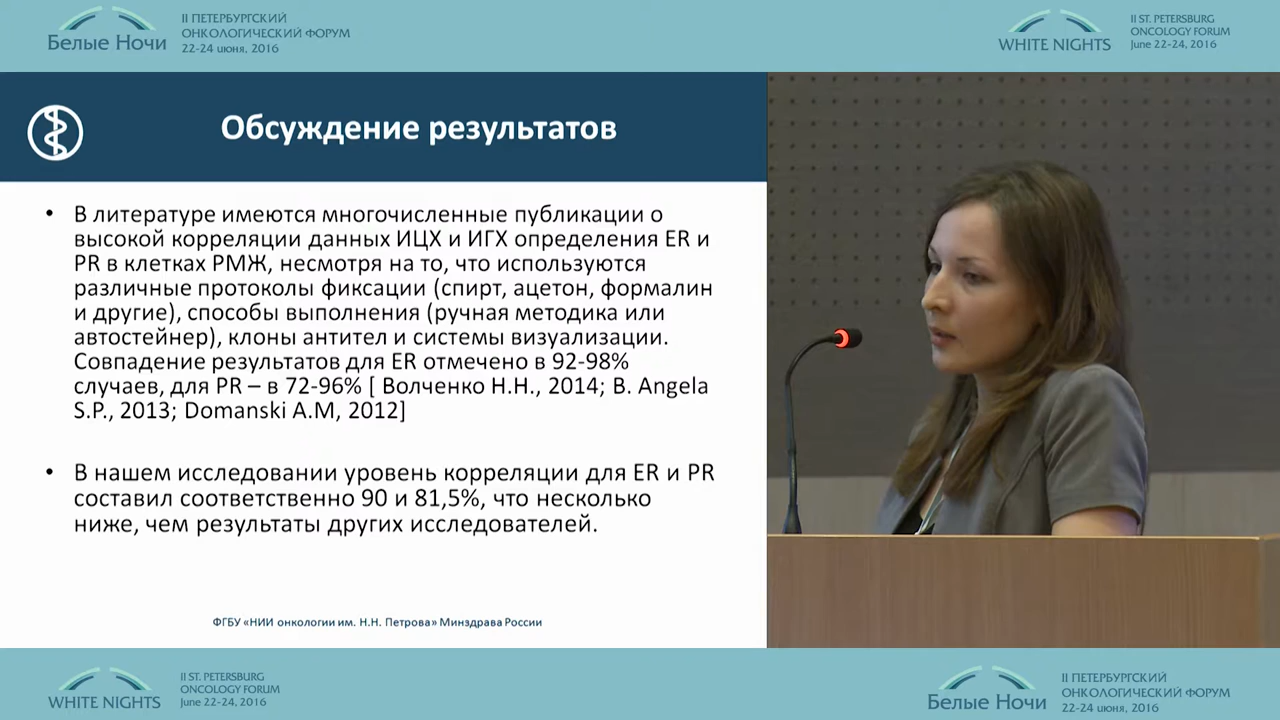 Белые Ночи
II ПЕТЕРБУРГСКИЙ
ОНКОЛОГИЧЕСКИЙ ФОРУМ
22-24 июня, 2016
WHITE NIGHTS
II ST. PETERSBURG
ONCOLOGY FORUM
June 22-24, 2016
Обсуждение результатов
• В литературе имеются многочисленные публикации о
высокой корреляции данных ИЦХ и ИГХ определения ER и
PR в клетках РМЖ, несмотря на то, что используются
различные протоколы фиксации (спирт, ацетон, формалин
и другие), способы выполнения (ручная методика или
автостейнер), клоны антител и системы визуализации.
Совпадение результатов для ER отмечено в 92-98%
случаев, для PR – в 72-96% [ Волченко Н.Н., 2014; B. Angela
S.P., 2013; Domanski A.M, 2012]
• В нашем исследовании уровень корреляции для ER и PR
составил соответственно 90 и 81,5%, что несколько
ниже, чем результаты других исследователей.
ФГБУ «НИИ онкологии им. Н.Н. Петрова» Минздрава России
WHITE NIGHTS
II ST. PETERSBURG
ONCOLOGY FORUM
June 22-24, 2016
Белые Ночи
II ПЕТЕРБУРГСКИЙ
ОНКОЛОГИЧЕСКИЙ ФОРУМ
22-24 июня, 2016